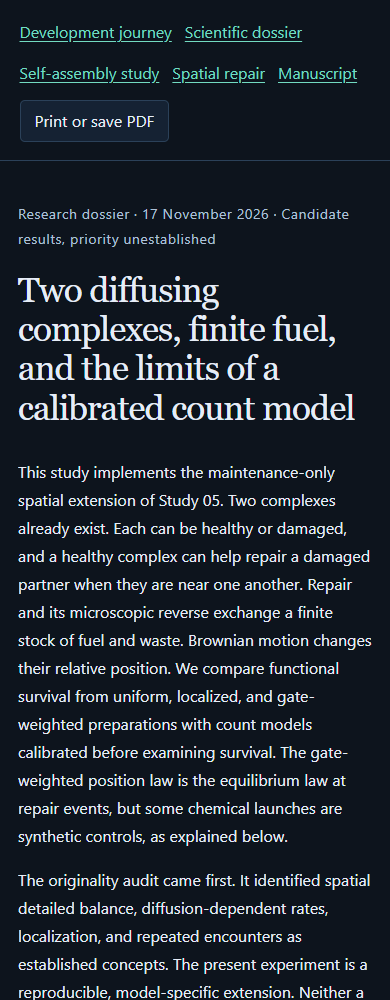 Development journey Scientific dossier
Self-assembly study Spatial repair Manuscript
Print or save PDF
Research dossier · 17 November 2026 · Candidate
results, priority unestablished
Two diffusing
complexes, finite fuel,
and the limits of a
calibrated count model
This study implements the maintenance-only
spatial extension of Study 05. Two complexes
already exist. Each can be healthy or damaged,
and a healthy complex can help repair a damaged
partner when they are near one another. Repair
and its microscopic reverse exchange a finite
stock of fuel and waste. Brownian motion changes
their relative position. We compare functional
survival from uniform, localized, and gate-
weighted preparations with count models
calibrated before examining survival. The gate-
weighted position law is the equilibrium law at
repair events, but some chemical launches are
synthetic controls, as explained below.
The originality audit came first. It identified spatial
detailed balance, diffusion-dependent rates,
localization, and repeated encounters as
established concepts. The present experiment is a
reproducible, model-specific extension. Neither a